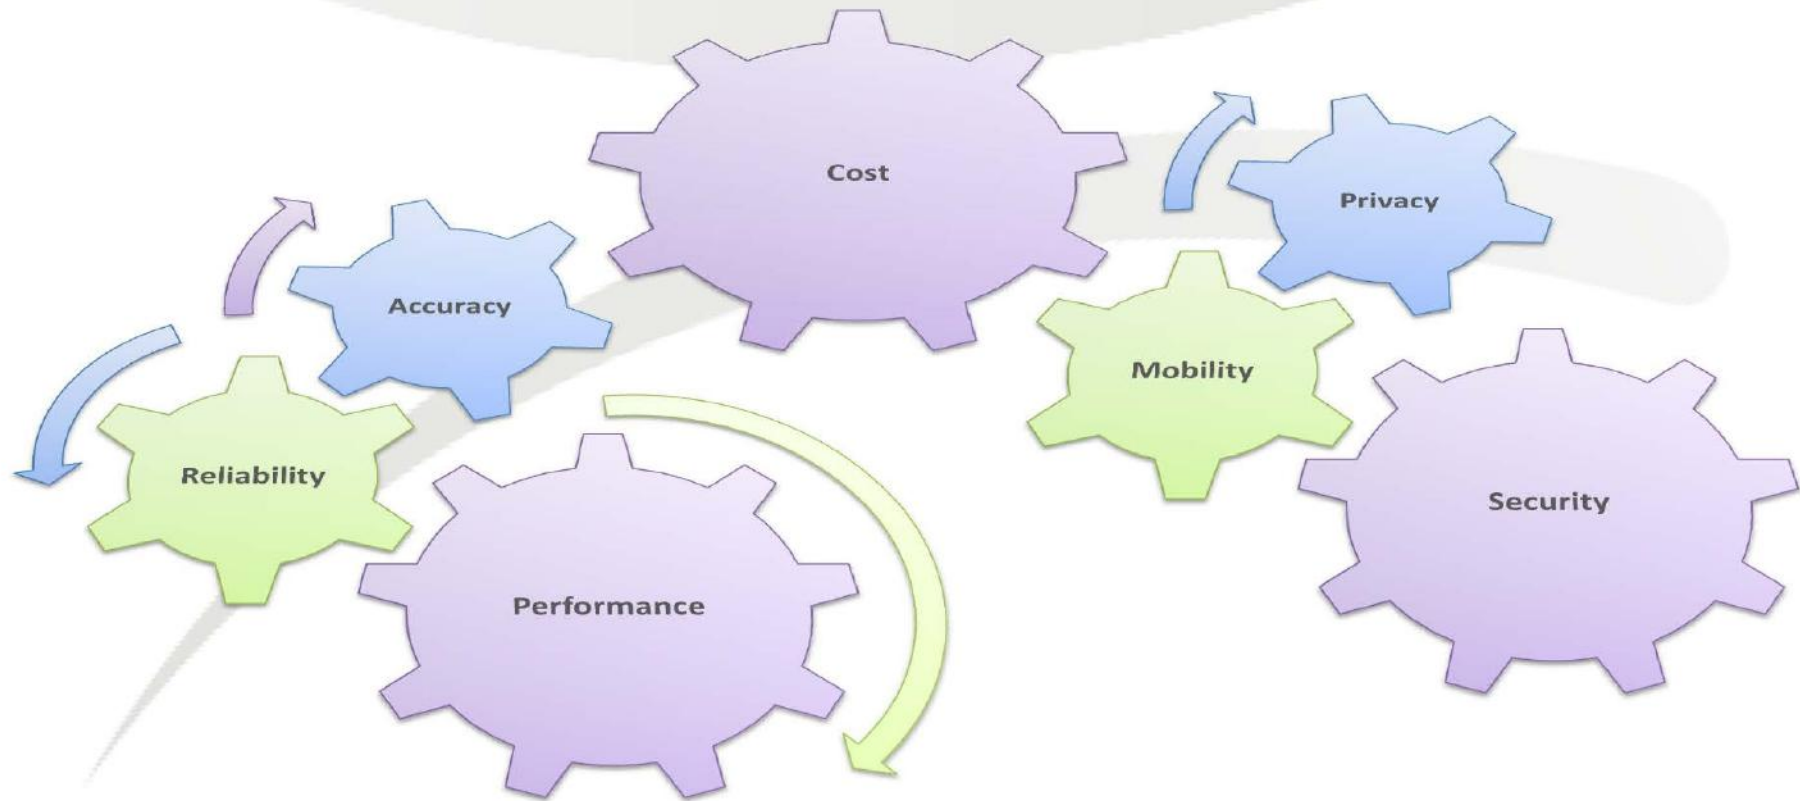 Cost
Privacy
Accuracy
Mobility
Reliability
Security
Performance